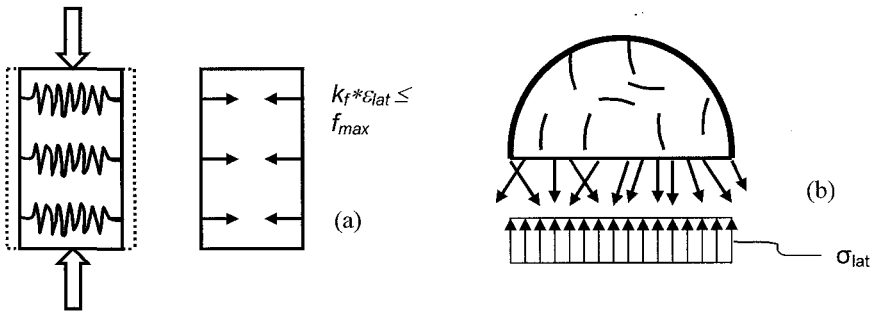 k_f*ε_lat ≤
f_max
(a)
(b)
σ_lat